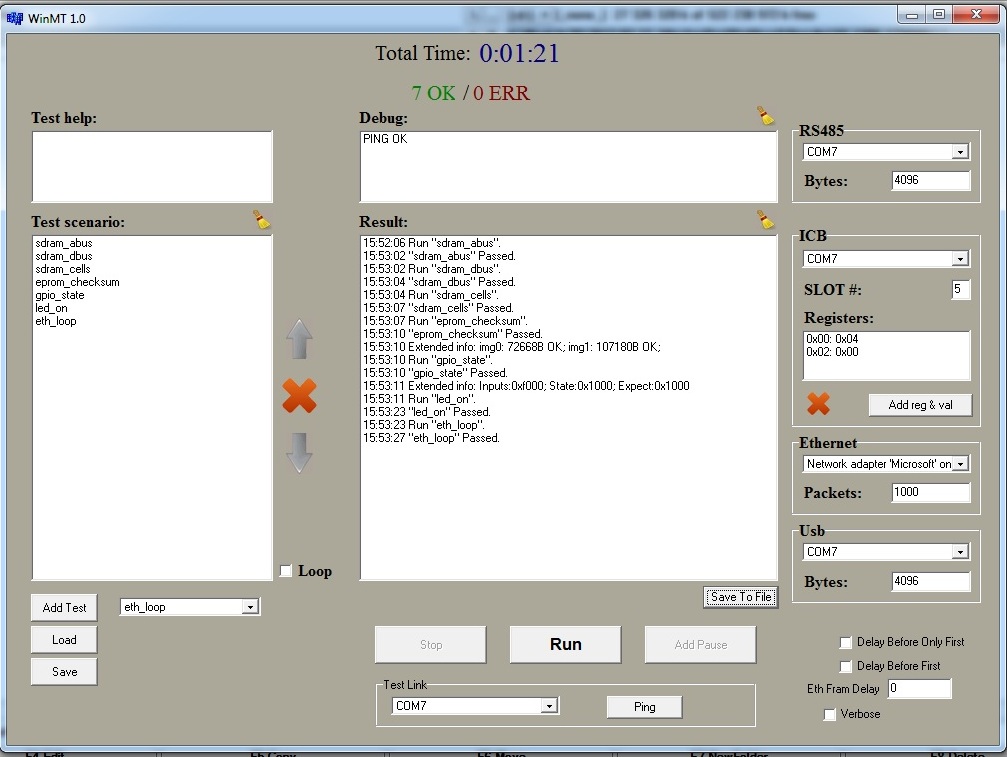 WinMT 1.0
Total Time: 0:01:21
7 OK / 0 ERR
Test help:
Debug:
PING OK
RS485
COM7
Bytes: 4096
Test scenario:
sdram_abus
sdram_dbus
sdram_cells
eprom_checksum
gpio_state
led_on
eth_loop
Result:
15:52:06 Run "sdram_abus".
15:53:02 "sdram_abus" Passed.
15:53:02 Run "sdram_dbus".
15:53:04 "sdram_dbus" Passed.
15:53:04 Run "sdram_cells".
15:53:07 "sdram_cells" Passed.
15:53:07 Run "eprom_checksum".
15:53:10 "eprom_checksum" Passed.
15:53:10 Extended info: img0: 72668B OK; img1: 107180B OK;
15:53:10 Run "gpio_state".
15:53:10 "gpio_state" Passed.
15:53:11 Extended info: Inputs:0xf000; State:0x1000; Expect:0x1000
15:53:11 Run "led_on".
15:53:23 "led_on" Passed.
15:53:23 Run "eth_loop".
15:53:27 "eth_loop" Passed.
ICB
COM7
SLOT #: 5
Registers:
0x00: 0x04
0x02: 0x00
Add reg & val
Ethernet
Network adapter 'Microsoft' on
Packets: 1000
Usb
COM7
Bytes: 4096
Loop
Save To File
Add Test
eth_loop
Load
Save
Stop
Run
Add Pause
Test Link
COM7
Ping
Delay Before Only First
Delay Before First
Eth Fram Delay 0
Verbose